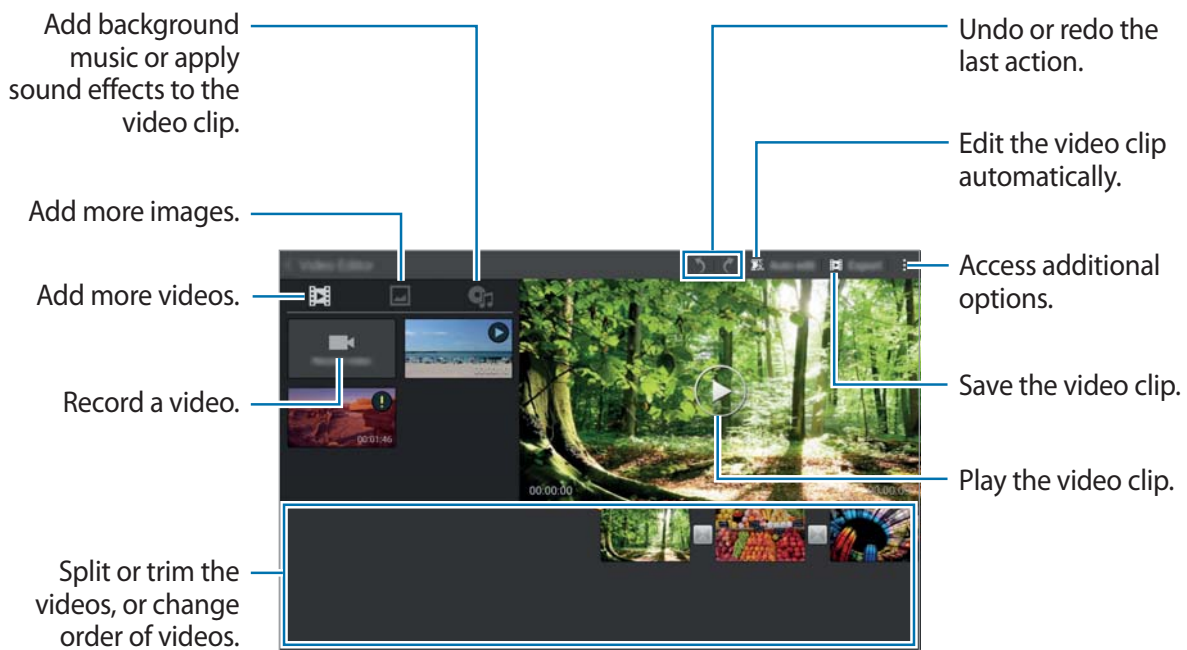 Add background
music or apply
sound effects to the
video clip.
Add more images.
Add more videos.
Record a video.
Split or trim the
videos, or change
order of videos.
Undo or redo the
last action.
Edit the video clip
automatically.
Access additional
options.
Save the video clip.
Play the video clip.
Video Editor
Auto edit
Export
00:01:46
00:00:00